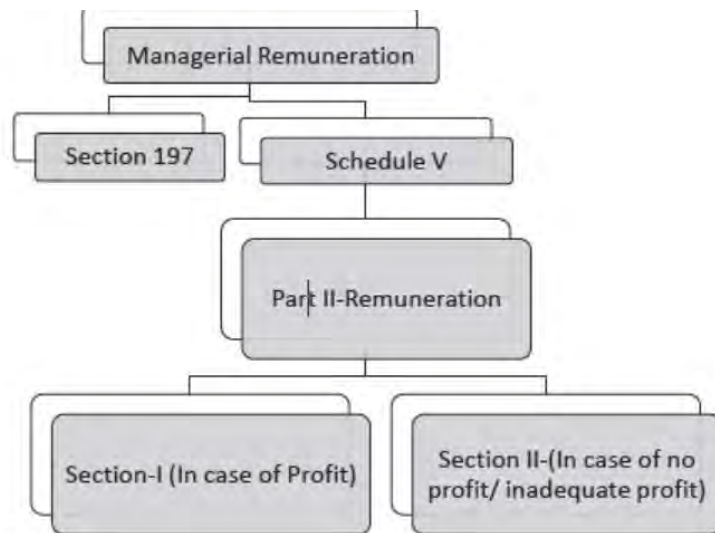 Managerial Remuneration
Section 197
Schedule V
Part II-Remuneration
Section-I (In case of Profit)
Section II-(In case of no
profit/ inadequate profit)